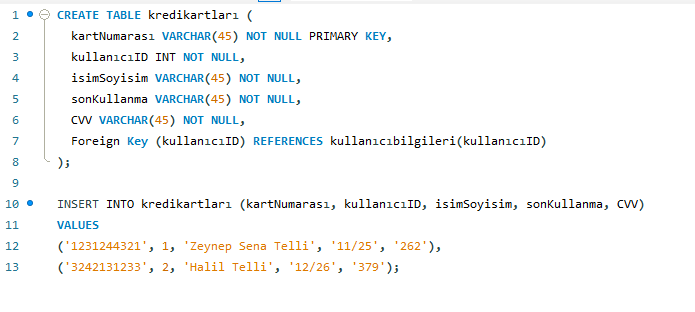 1 CREATE TABLE kredikartları (
2 kartNumarası VARCHAR(45) NOT NULL PRIMARY KEY,
3 kullanıcıID INT NOT NULL,
4 isimSoyisim VARCHAR(45) NOT NULL,
5 sonKullanma VARCHAR(45) NOT NULL,
6 CVV VARCHAR(45) NOT NULL,
7 Foreign Key (kullanıcıID) REFERENCES kullanıcıbilgileri(kullanıcıID)
8 );
9
10 INSERT INTO kredikartları (kartNumarası, kullanıcıID, isimSoyisim, sonKullanma, CVV)
11 VALUES
12 ('1231244321', 1, 'Zeynep Sena Telli', '11/25', '262'),
13 ('3242131233', 2, 'Halil Telli', '12/26', '379');